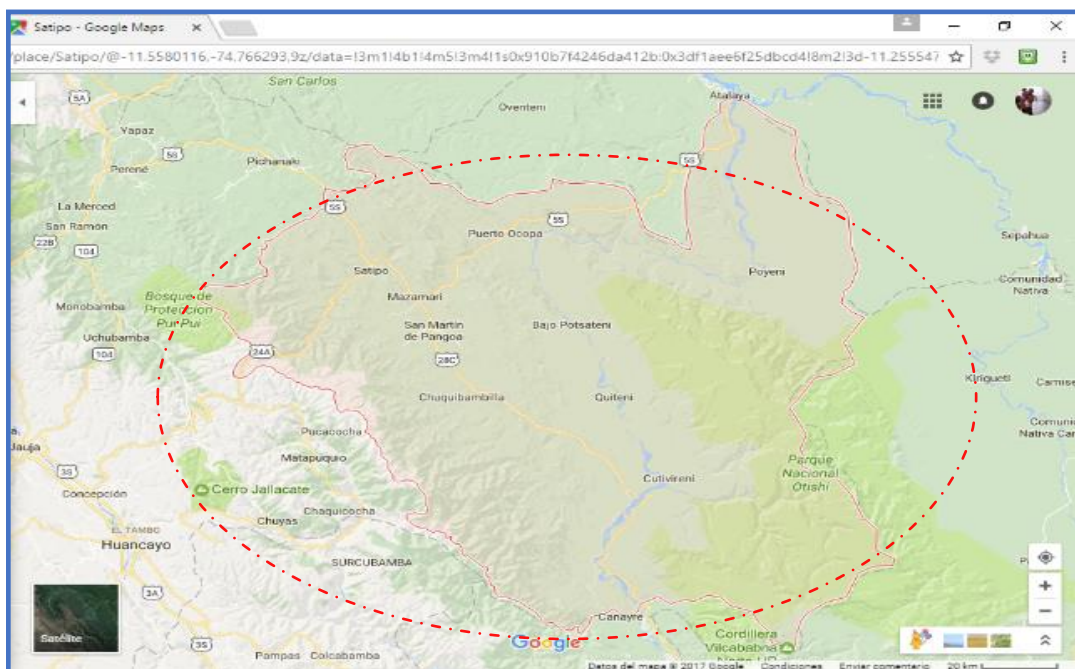 Satipo - Google Maps
place/Satipo/@-11.5580116,-74.766293,9z/data=!3m1!4b1!4m5!3m4!1s0x910b7f4246da412b:0x3df1aee6f25dbcd4!8m2!3d-11.255547
San Carlos
5A
Atalaya
Oventeni
Yapaz
5S
Pichanaki
5S
Perené
La Merced
5S
5S
San Ramon
Puerto Ocopa
Sepahua
22B
104
Satipo
Poyeni
Comunidad
Nativa
Mazamari
Bosque de
Protección
Pui Pui
Monobamba
San Martin
de Pangoa
Bajo Potsateni
Uchubamba
104
24A
28C
Kirigueti
Camise
Chuquibambilla
Quiteni
Comuni
Nativa Car
Pucacocha
Jauja
Matapuquio
Parque
Nacional
Otishi
3S
Cutivireni
Concepción
Cerro Jallacate
Chaquicocha
Chuyas
EL TAMBO
Huancayo
SURCUBAMBA
3A
Canayre
Satélite
Google
Cordillera
Vilcababna
3S
Pampas
Colcabamba
Datos del mapa © 2017 Google
Condiciones
Enviar comentario
20 km